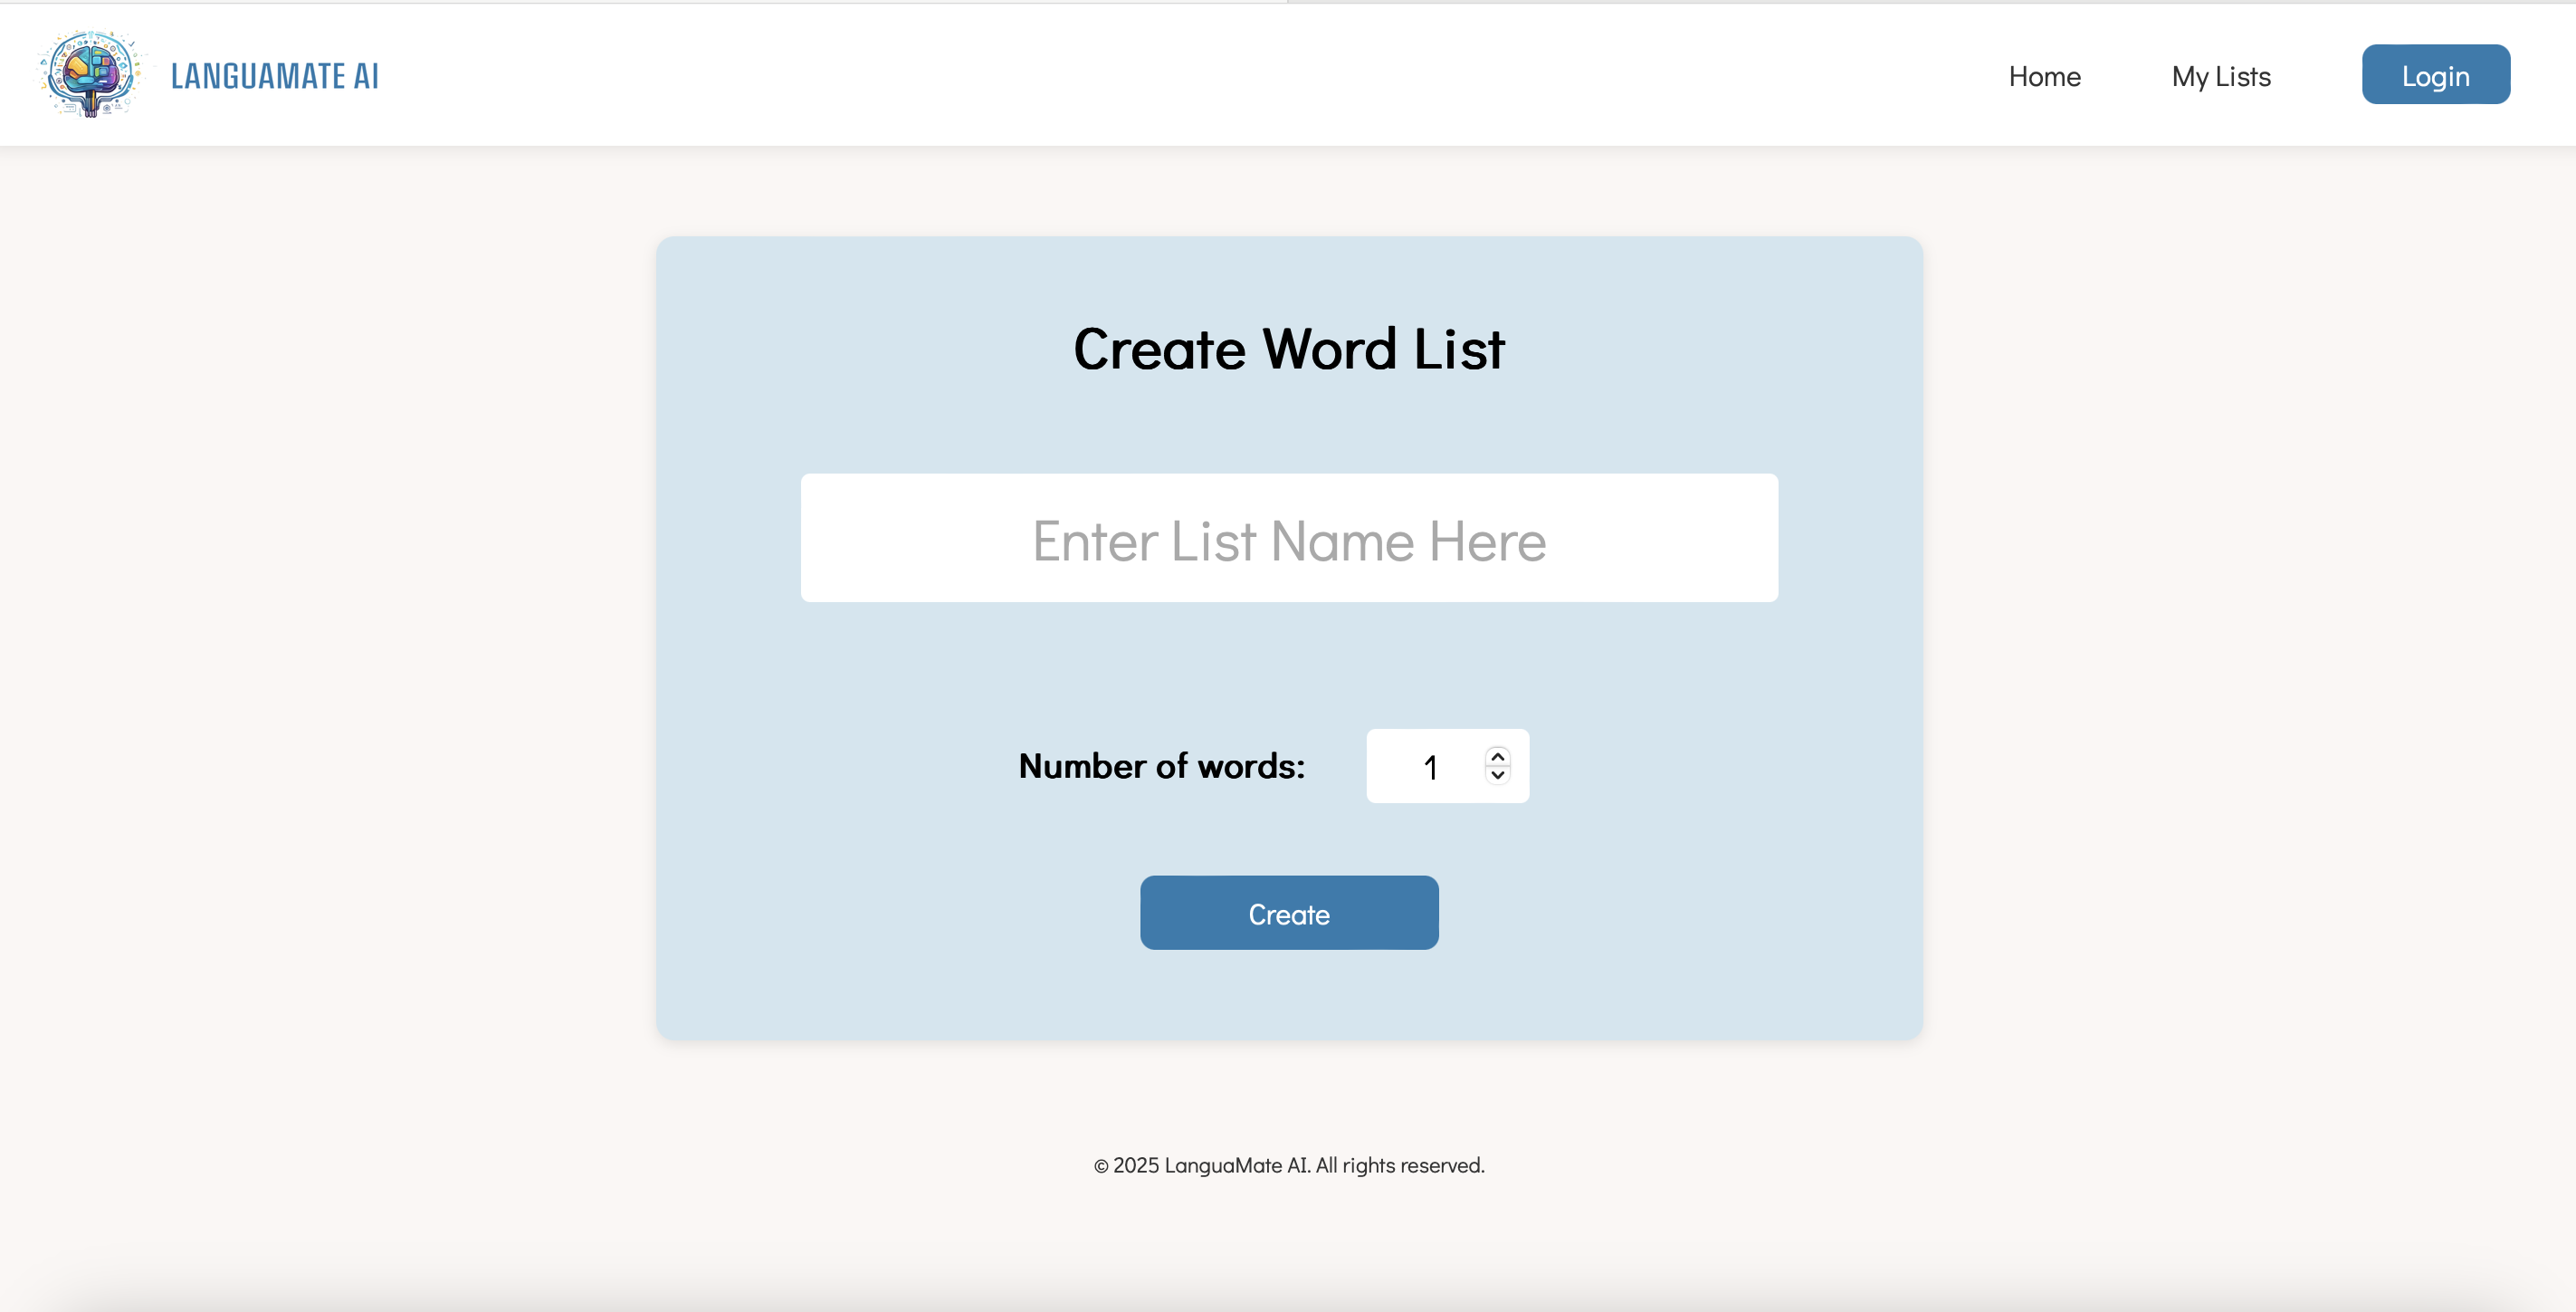 LANGUAMATE AI
Home
My Lists
Login
Create Word List
Enter List Name Here
Number of words:
1
Create
© 2025 LanguaMate AI. All rights reserved.